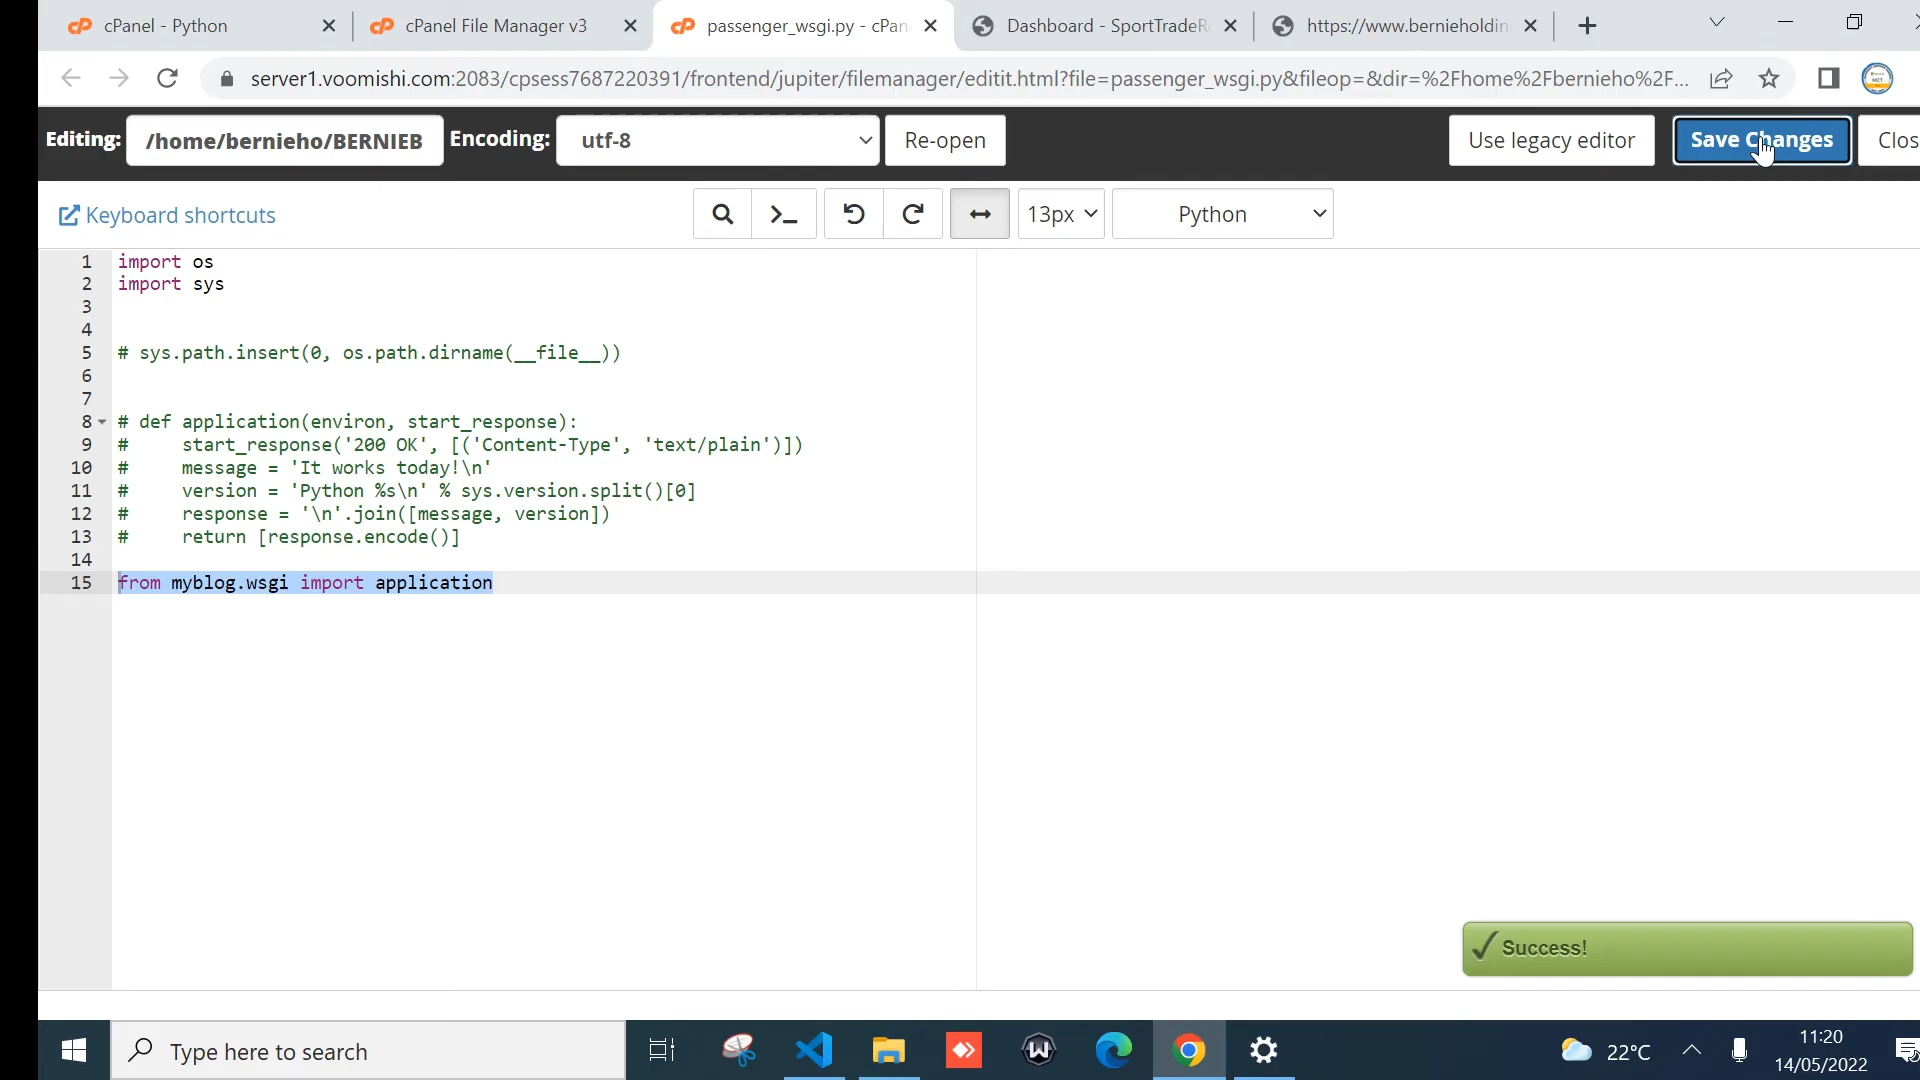 cPanel - Python
cPanel File Manager v3
passenger_wsgi.py - cPan
Dashboard - SportTradeR
https://www.bernieholdin
server1.voomishi.com:2083/cpsess7687220391/frontend/jupiter/filemanager/editit.html?file=passenger_wsgi.py&fileop=&dir=%2Fhome%2Fbernieho%2F...
Editing: /home/bernieho/BERNIEB Encoding: utf-8 Re-open Use legacy editor Save Changes Clos
Keyboard shortcuts 13px Python
1 import os
2 import sys
3
4
5 # sys.path.insert(0, os.path.dirname(__file__))
6
7
8 # def application(environ, start_response):
9 #     start_response('200 OK', [('Content-Type', 'text/plain')])
10 #     message = 'It works today!\n'
11 #     version = 'Python %s\n' % sys.version.split()[0]
12 #     response = '\n'.join([message, version])
13 #     return [response.encode()]
14
15 from myblog.wsgi import application
Success!
Type here to search
22°C
11:20
14/05/2022